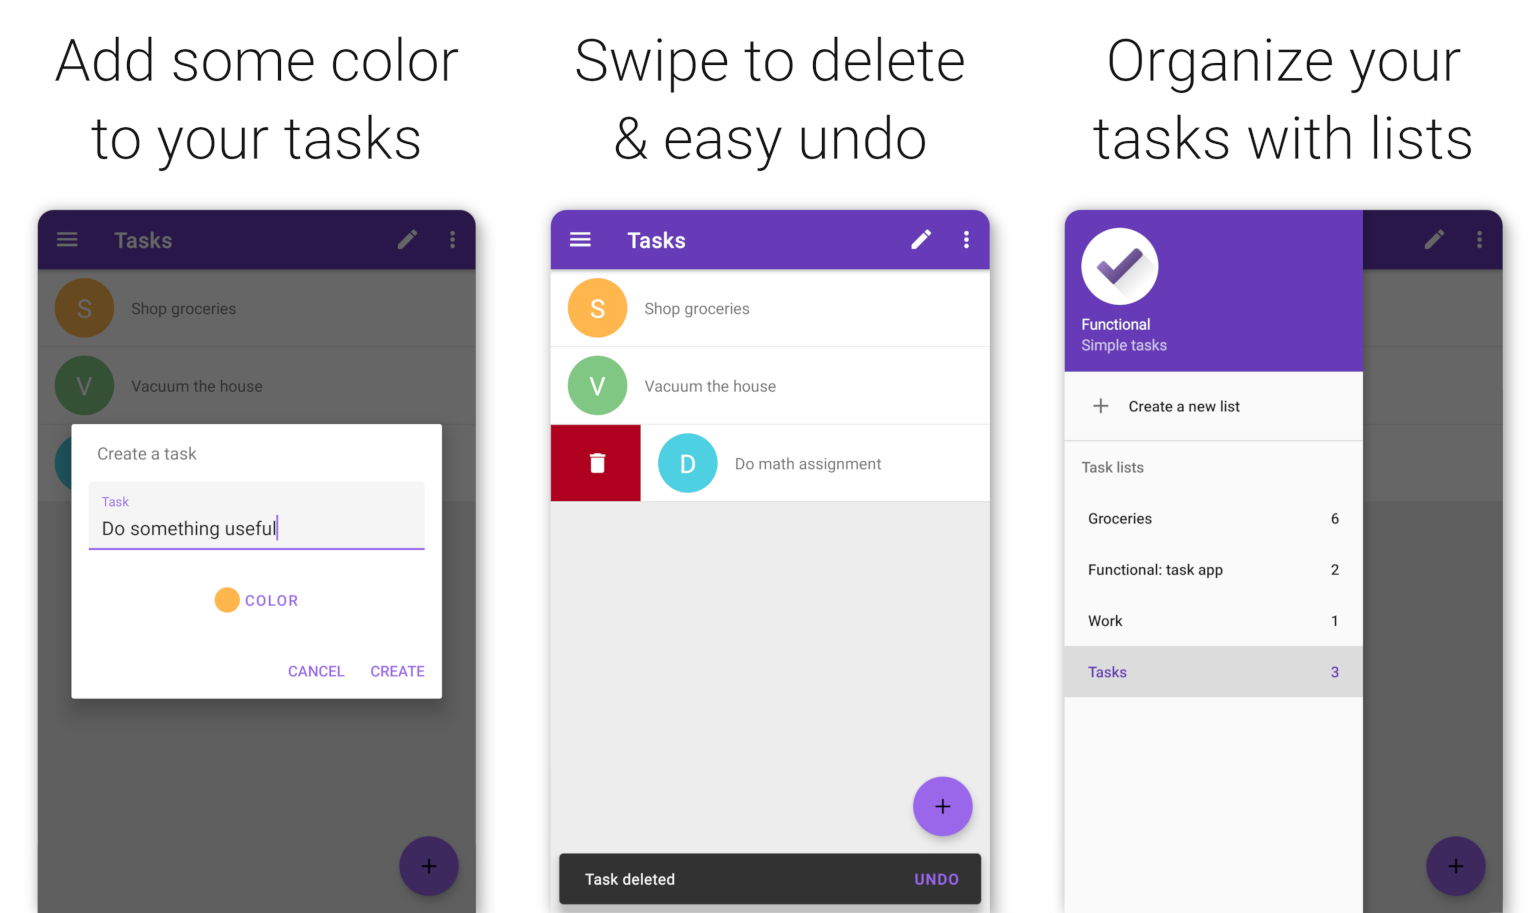 Add some color
to your tasks
Tasks
S
Shop groceries
V
Vacuum the house
Create a task
Task
Do something useful
COLOR
CANCEL
CREATE
+
Swipe to delete
& easy undo
Tasks
S
Shop groceries
V
Vacuum the house
D
Do math assignment
+
Task deleted
UNDO
Organize your
tasks with lists
Functional
Simple tasks
+ Create a new list
Task lists
Groceries 6
Functional: task app 2
Work 1
Tasks 3
+